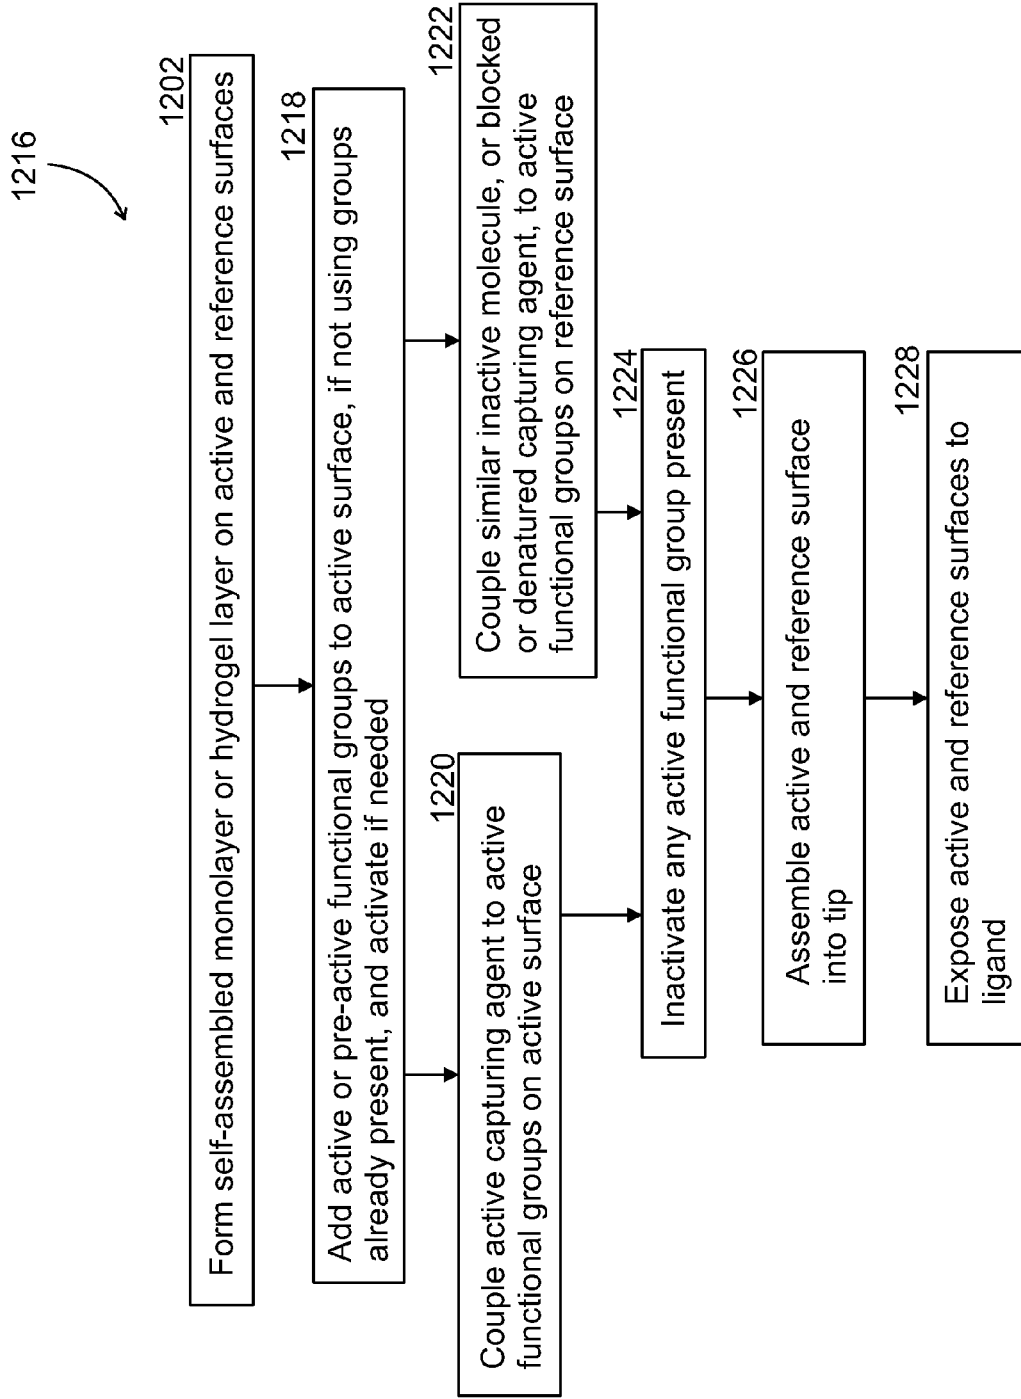 1216
1202
Form self-assembled monolayer or hydrogel layer on active and reference surfaces
1218
Add active or pre-active functional groups to active surface, if not using groups
already present, and activate if needed
1220
Couple active capturing agent to active
functional groups on active surface
1222
Couple similar inactive molecule, or blocked
or denatured capturing agent, to active
functional groups on reference surface
1224
Inactivate any active functional group present
1226
Assemble active and reference surface
into tip
1228
Expose active and reference surfaces to
ligand